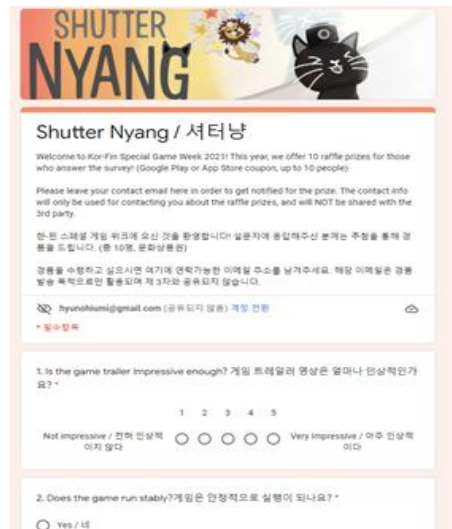 SHUTTER
NYANG
Shutter Nyang / 셔터냥
Welcome to Kor-Fin Special Game Week 2021! This year, we offer 10 raffle prizes for those
who answer the survey! (Google Play or App Store coupon, up to 10 people)
Please leave your contact email here in order to get notified for the prize. The contact info
will only be used for contacting you about the raffle prizes, and will NOT be shared with the
3rd party.
한-핀 스페셜 게임 위크에 오신 것을 환영합니다! 설문지에 응답해주신 분께는 추첨을 통해 경
품을 드립니다. (총 10명, 문화상품권)
경품을 수령하고 싶으시면 여기에 연락가능한 이메일 주소를 남겨주세요. 해당 이메일은 경품
발송 목적으로만 활용되며 제 3자와 공유되지 않습니다.
hyunohiumi@gmail.com (공유되지 않음) 계정 전환
* 필수항목
1. Is the game trailer impressive enough? 게임 트레일러 영상은 얼마나 인상적인가
요? *
1 2 3 4 5
Not impressive / 전혀 인상적
이지 않다
Very Impressive / 아주 인상적
이다
2. Does the game run stably?게임은 안정적으로 실행이 되나요? *
Yes / 네